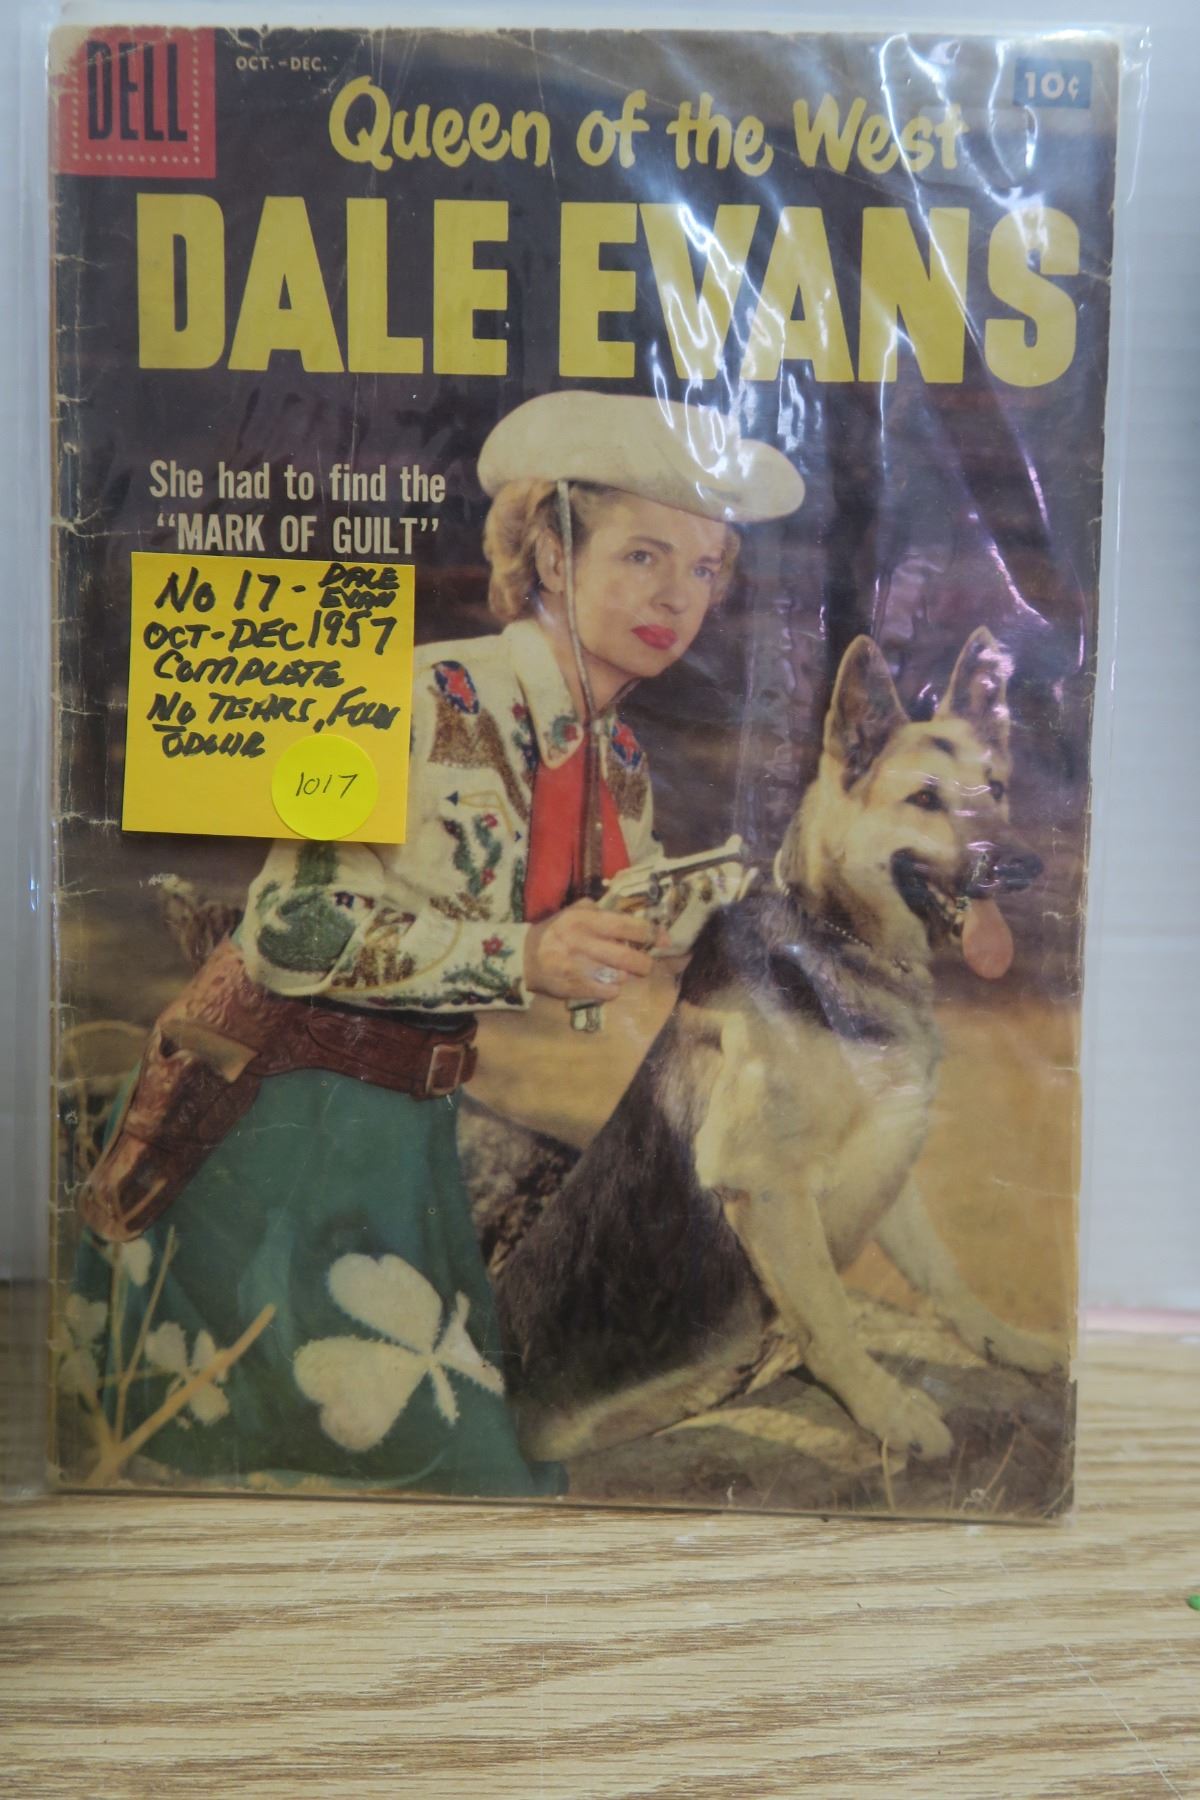 DELL
OCT.-DEC.
10¢
Queen of the West
DALE EVANS
She had to find the
"MARK OF GUILT"
No 17 - DALE
EVAN
OCT-DEC 1957
COMPLETE
No TEARS, FOUL
ODOUR
1017